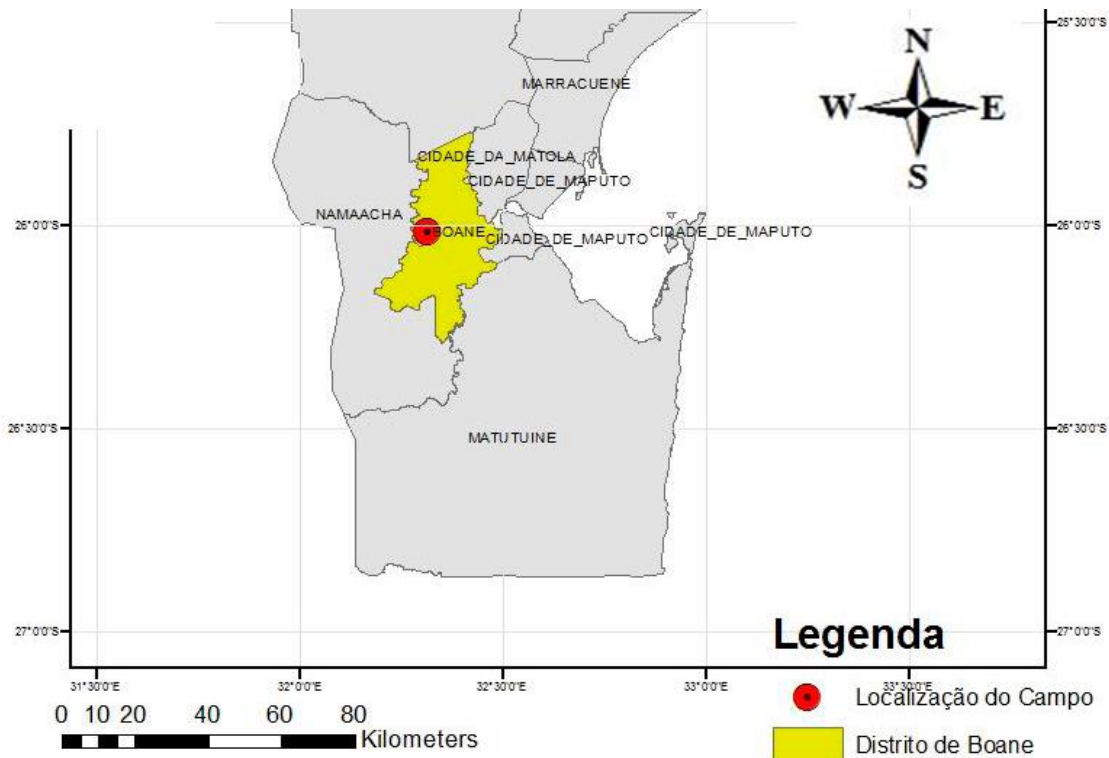 25°30'0"S
N
W E
S
MARRACUENE
CIDADE_DA_MATOLA
CIDADE_DE_MAPUTO
NAMAACHA
26°0'0"S BOANE CIDADE_DE_MAPUTO CIDADE_DE_MAPUTO 26°0'0"S
26°30'0"S MATUTUINE 26°30'0"S
27°0'0"S 27°0'0"S
Legenda
31°30'0"E 32°0'0"E 32°30'0"E 33°0'0"E 33°30'0"E
Localização do Campo
0 10 20 40 60 80
Kilometers
Distrito de Boane